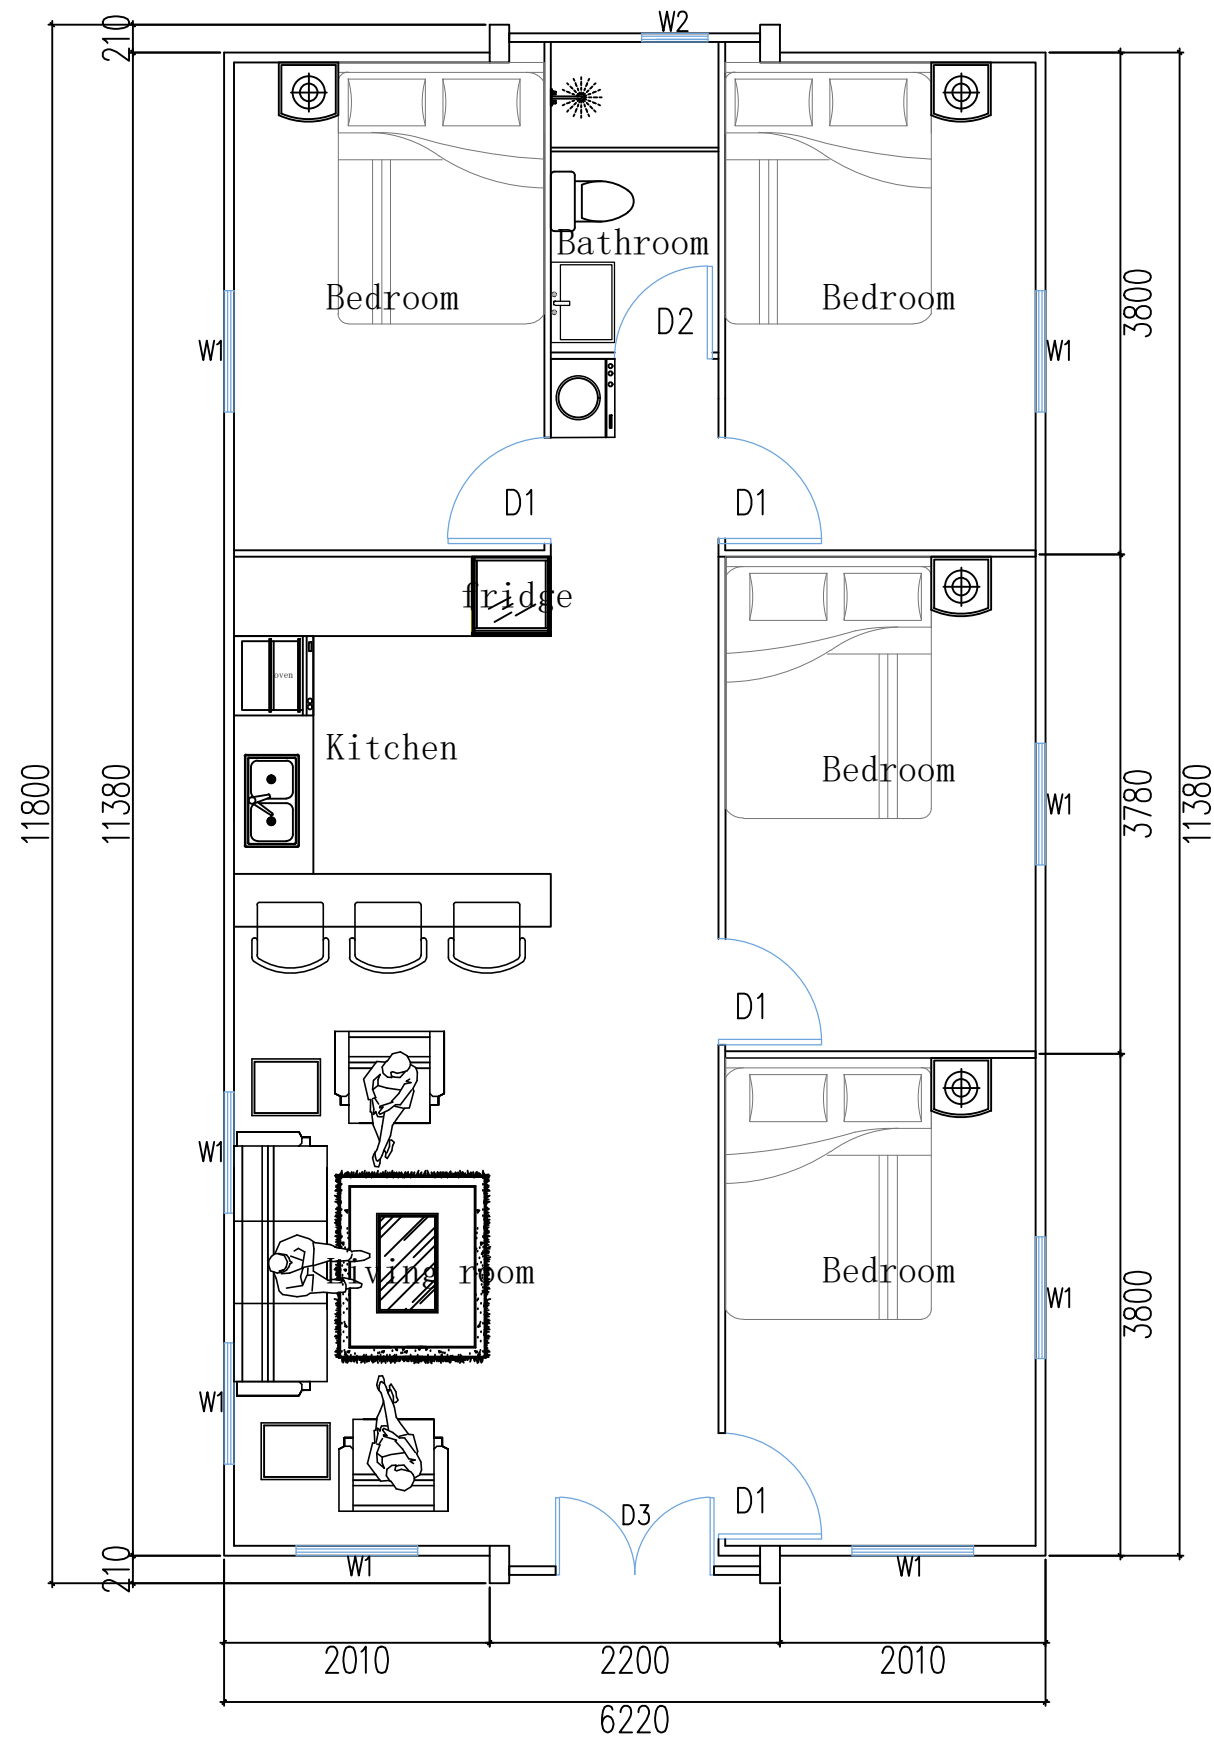 W2
210
Bathroom
Bedroom
Bedroom
3800
D2
W1
W1
D1
D1
fridge
oven
Kitchen
Bedroom
11800
11380
W1
3780
11380
D1
W1
Living room
Bedroom
W1
3800
W1
D1
D3
210
W1
W1
2010
2200
2010
6220